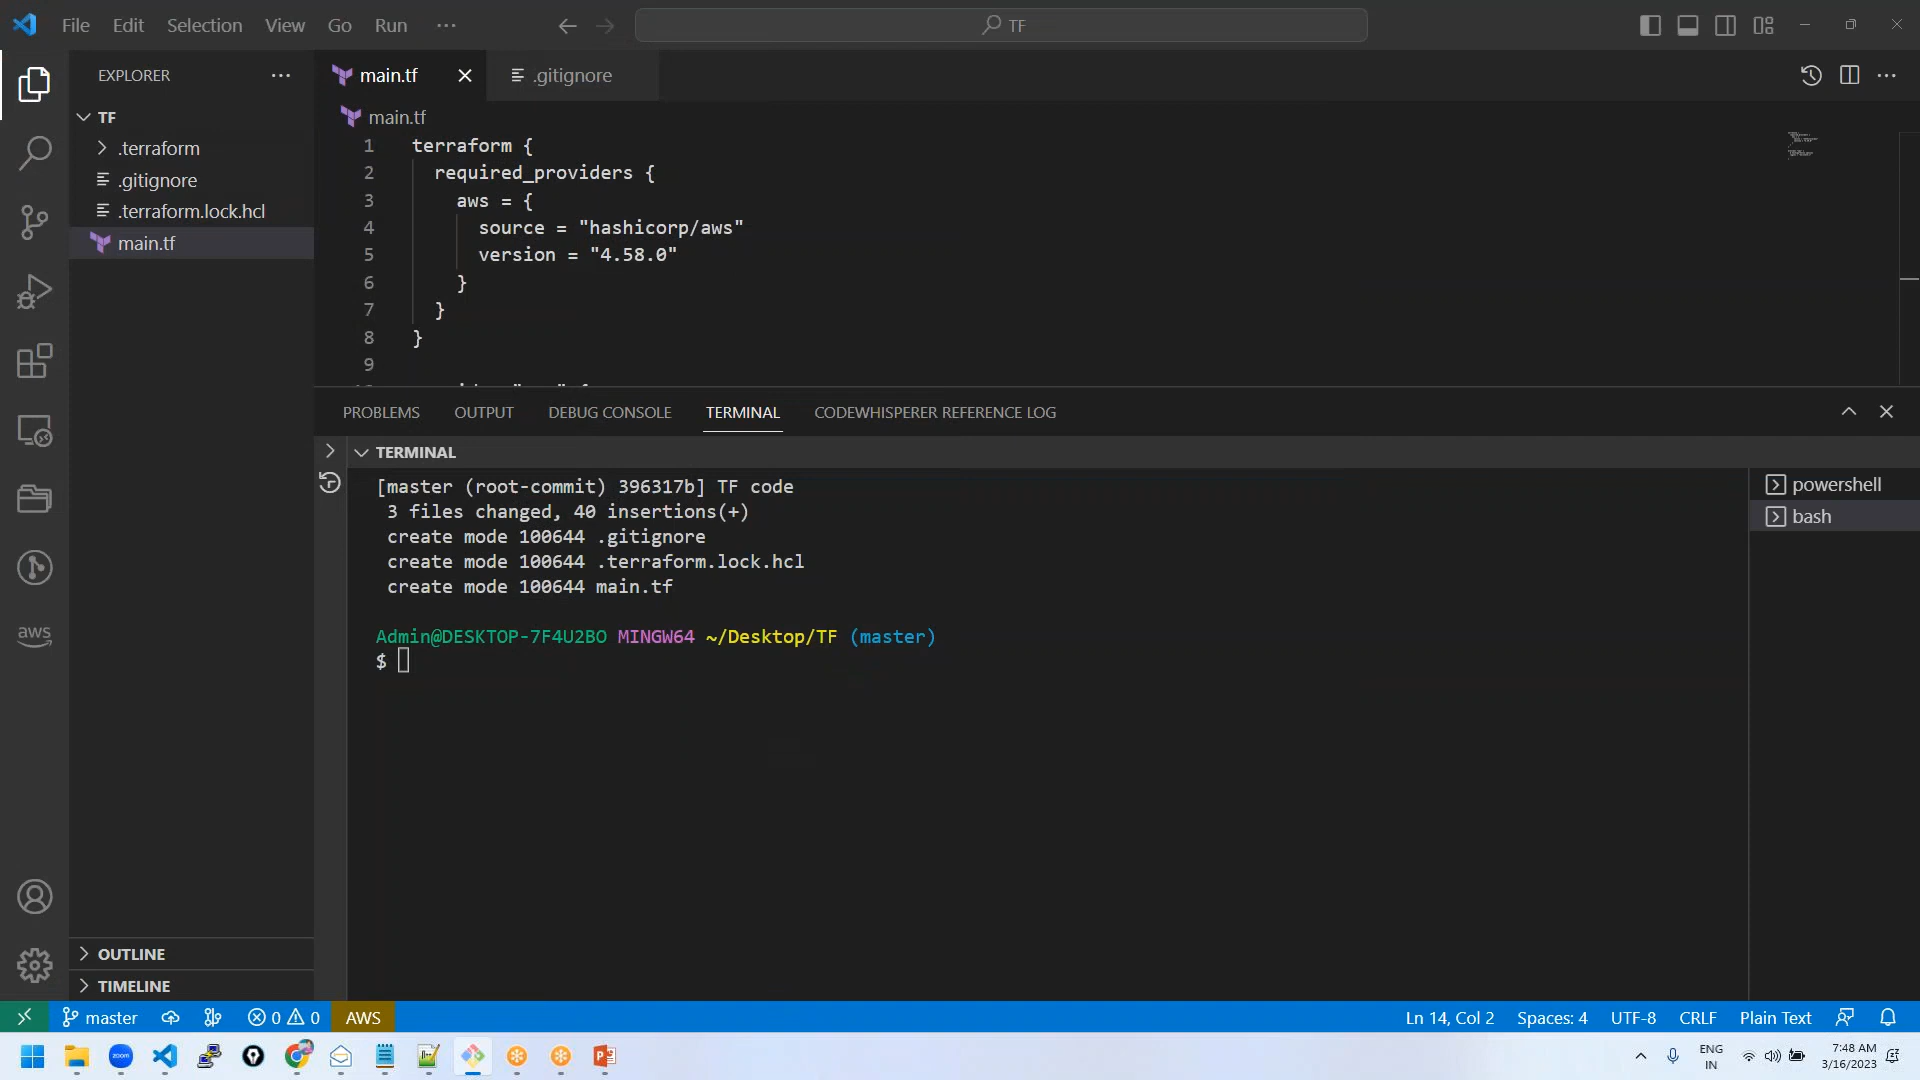 File Edit Selection View Go Run ···
TF
EXPLORER
TF
.terraform
.gitignore
.terraform.lock.hcl
main.tf
OUTLINE
TIMELINE
main.tf
.gitignore
main.tf
1 terraform {
2 required_providers {
3 aws = {
4 source = "hashicorp/aws"
5 version = "4.58.0"
6 }
7 }
8 }
9
PROBLEMS OUTPUT DEBUG CONSOLE TERMINAL CODEWHISPERER REFERENCE LOG
TERMINAL
[master (root-commit) 396317b] TF code
3 files changed, 40 insertions(+)
create mode 100644 .gitignore
create mode 100644 .terraform.lock.hcl
create mode 100644 main.tf
Admin@DESKTOP-7F4U2BO MINGW64 ~/Desktop/TF (master)
$
powershell
bash
aws
master 0 0 AWS
Ln 14, Col 2 Spaces: 4 UTF-8 CRLF Plain Text
zoom
ENG
IN
7:48 AM
3/16/2023